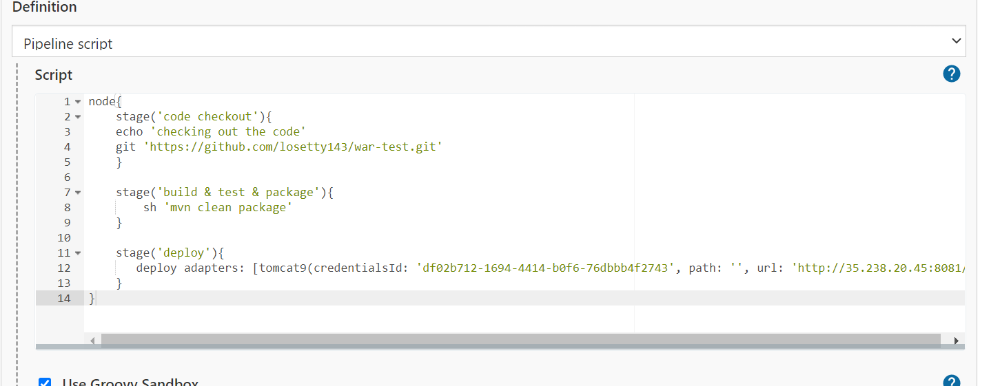 Definition
Pipeline script
Script
?
1 node{
2 stage('code checkout'){
3 echo 'checking out the code'
4 git 'https://github.com/losetty143/war-test.git'
5 }
6
7 stage('build & test & package'){
8 sh 'mvn clean package'
9 }
10
11 stage('deploy'){
12 deploy adapters: [tomcat9(credentialsId: 'df02b712-1694-4414-b0f6-76dbbb4f2743', path: '', url: 'http://35.238.20.45:8081/
13 }
14 }
Use Groovy Sandbox
?